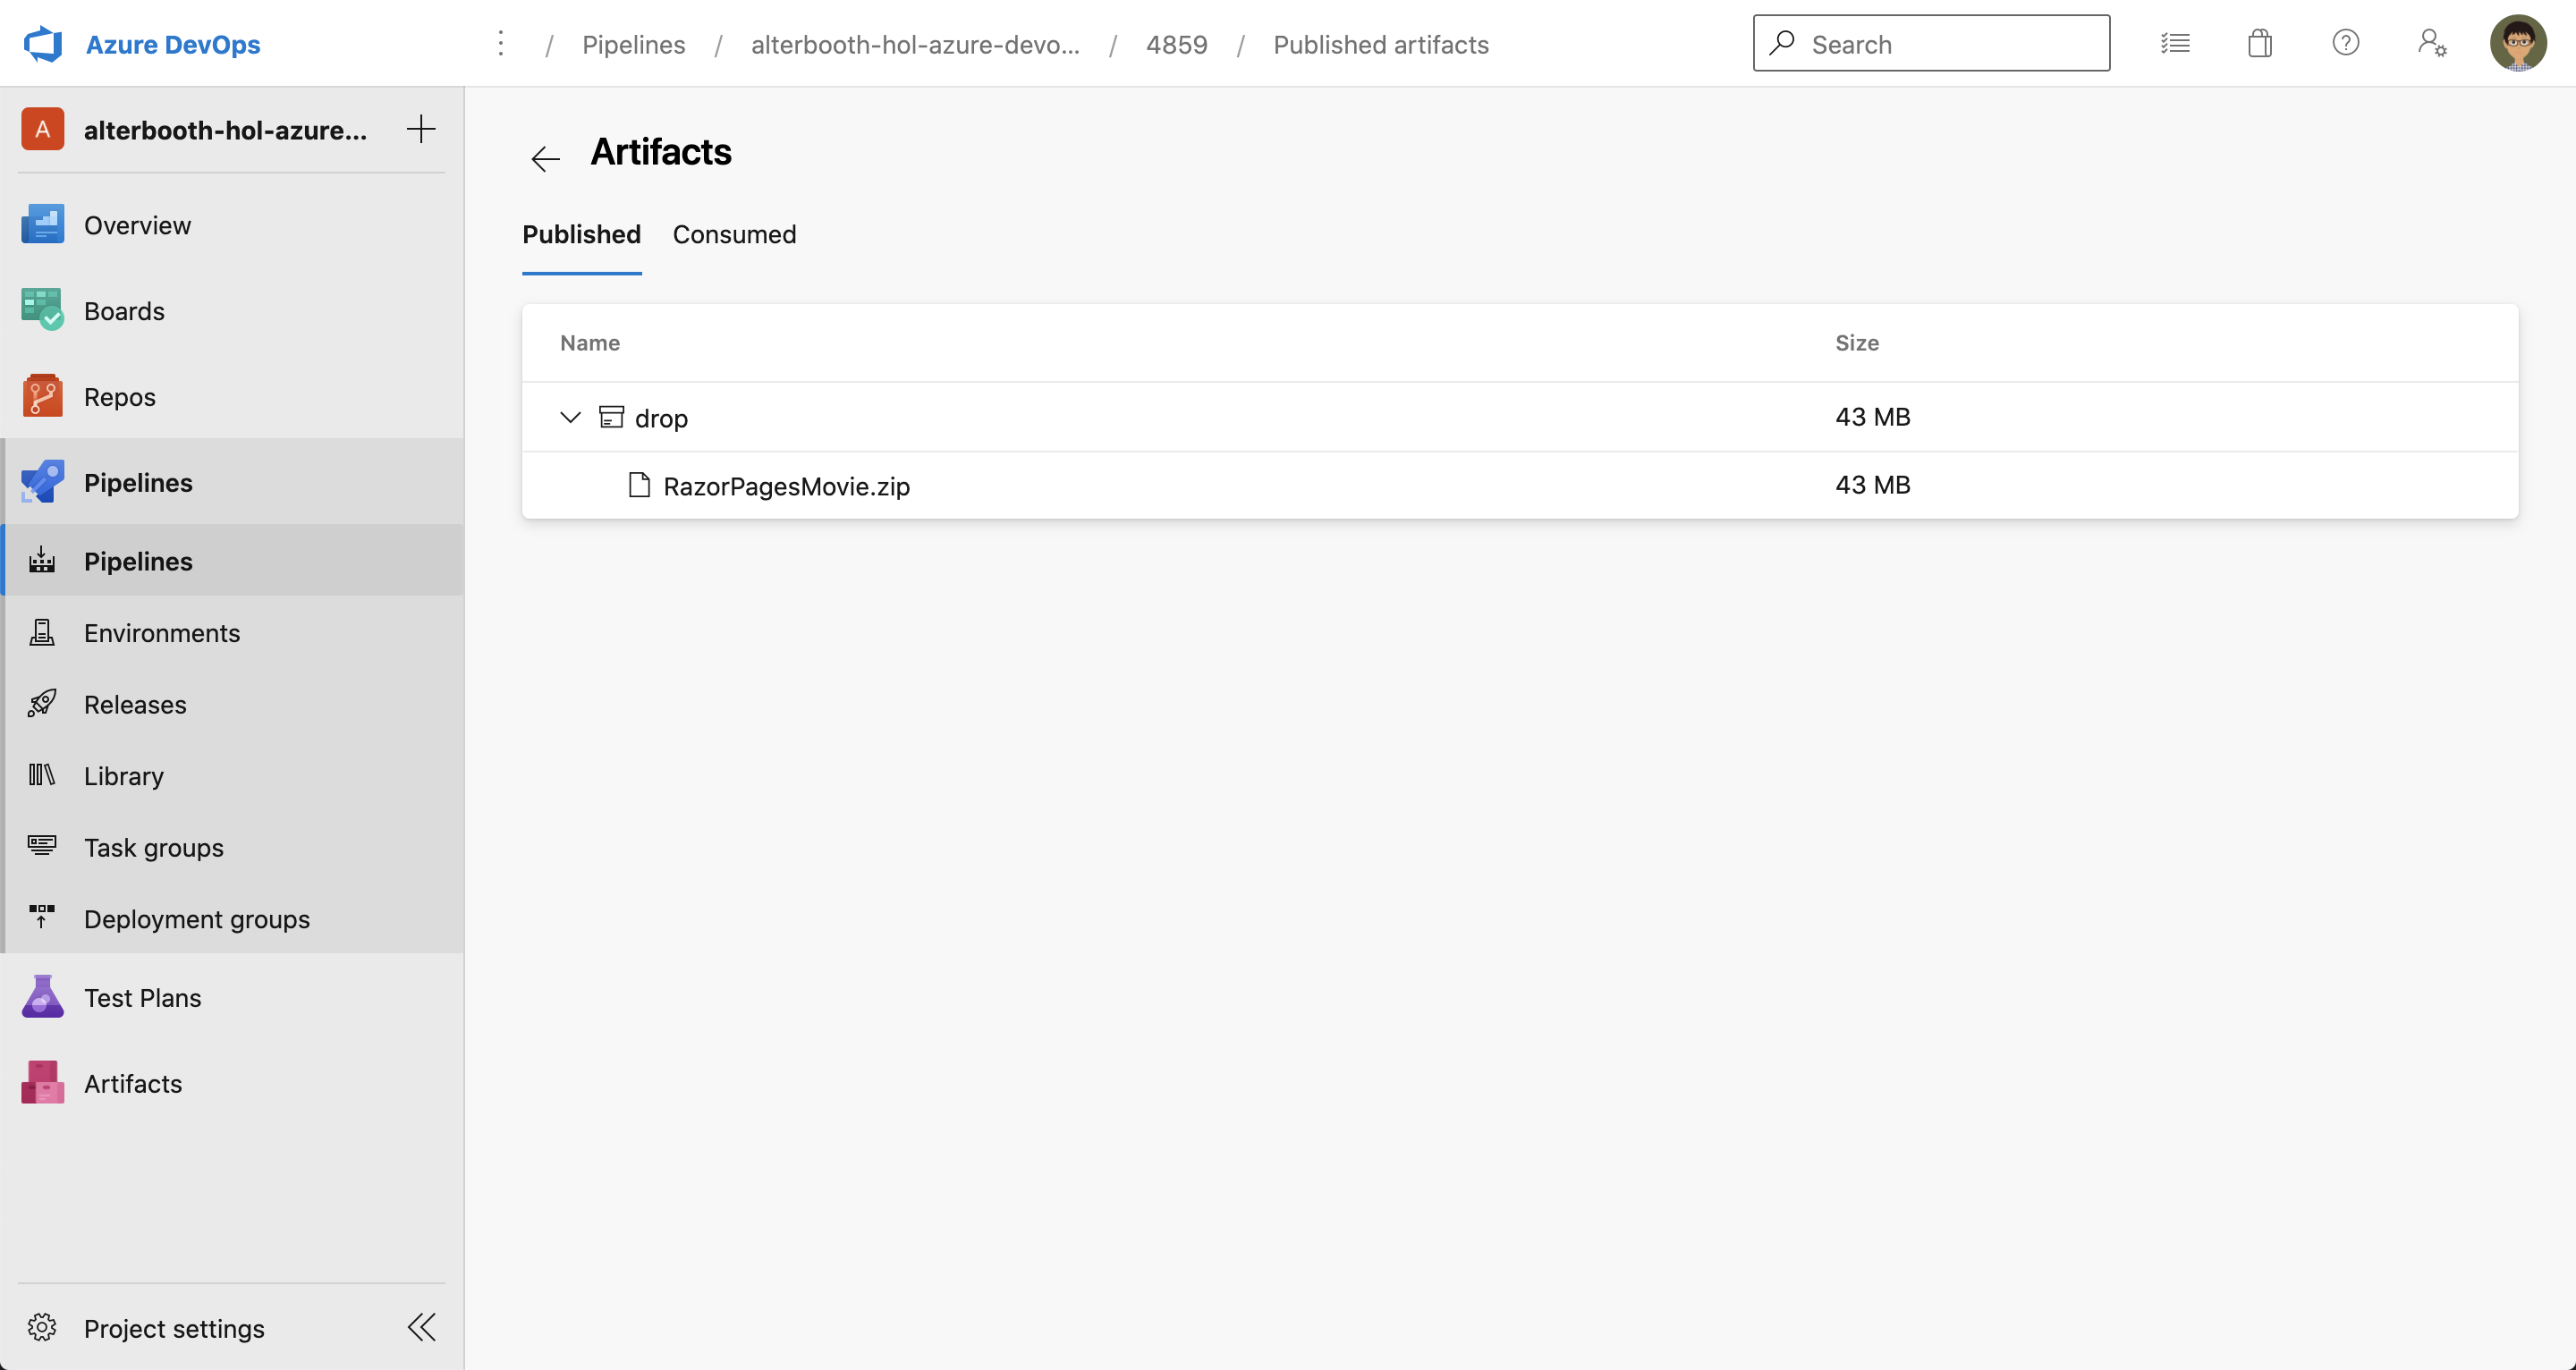 Azure DevOps
/ Pipelines / alterbooth-hol-azure-devo... / 4859 / Published artifacts
Search
A alterbooth-hol-azure...
Overview
Boards
Repos
Pipelines
Pipelines
Environments
Releases
Library
Task groups
Deployment groups
Test Plans
Artifacts
Project settings
Artifacts
Published Consumed
Name Size
drop 43 MB
RazorPagesMovie.zip 43 MB